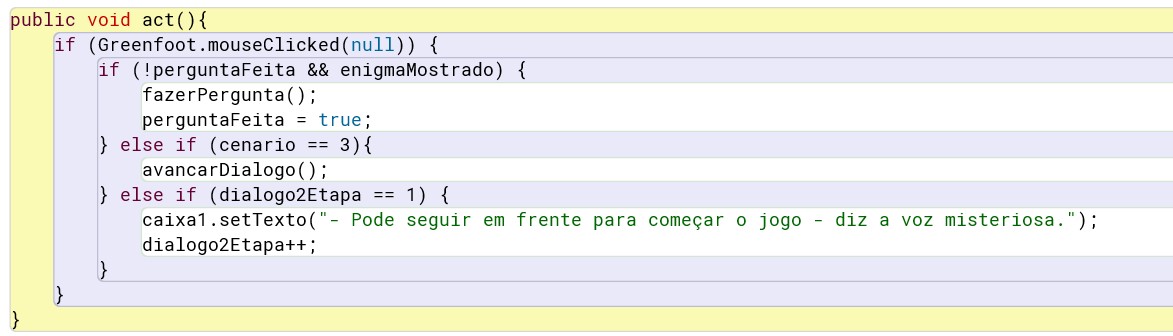 public void act(){
    if (Greenfoot.mouseClicked(null)) {
        if (!perguntaFeita && enigmaMostrado) {
            fazerPergunta();
            perguntaFeita = true;
        } else if (cenario == 3){
            avancarDialogo();
        } else if (dialogo2Etapa == 1) {
            caixa1.setTexto("- Pode seguir em frente para começar o jogo - diz a voz misteriosa.");
            dialogo2Etapa++;
        }
    }
}